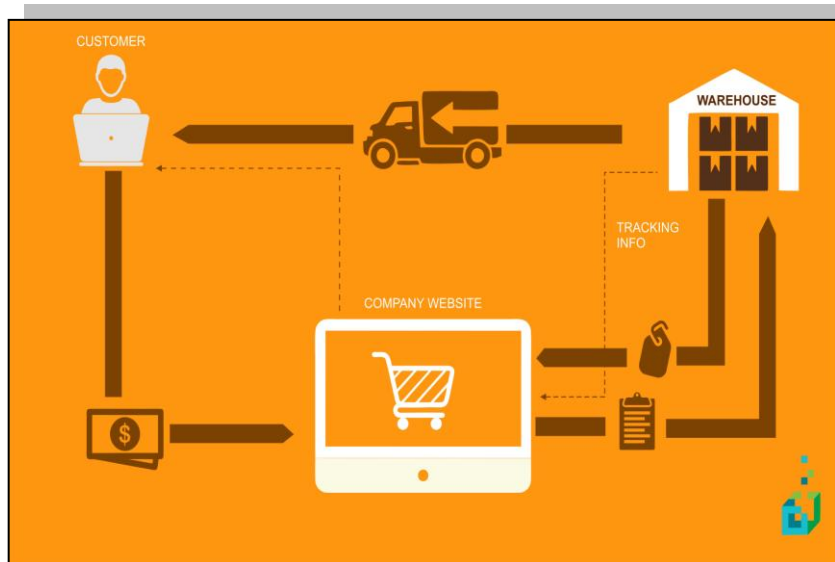 CUSTOMER
WAREHOUSE
TRACKING
INFO
COMPANY WEBSITE
$